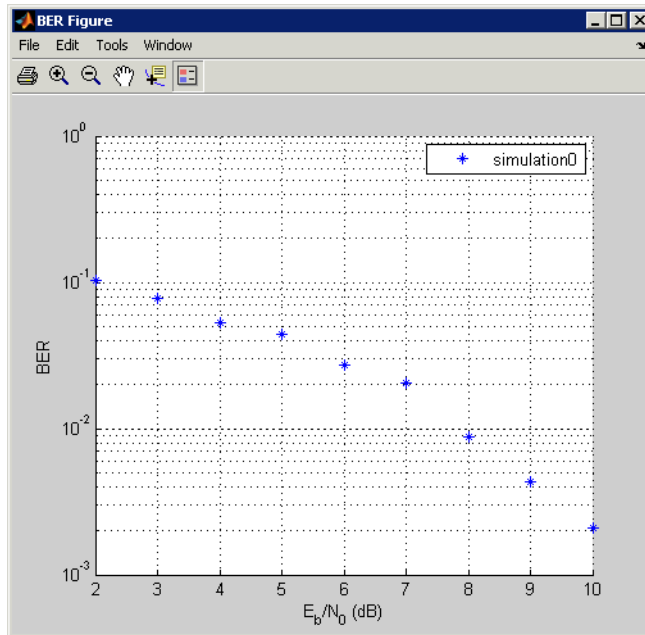 BER Figure
File Edit Tools Window
simulation0
10^0
10^-1
10^-2
10^-3
BER
2 3 4 5 6 7 8 9 10
E_b/N_0 (dB)